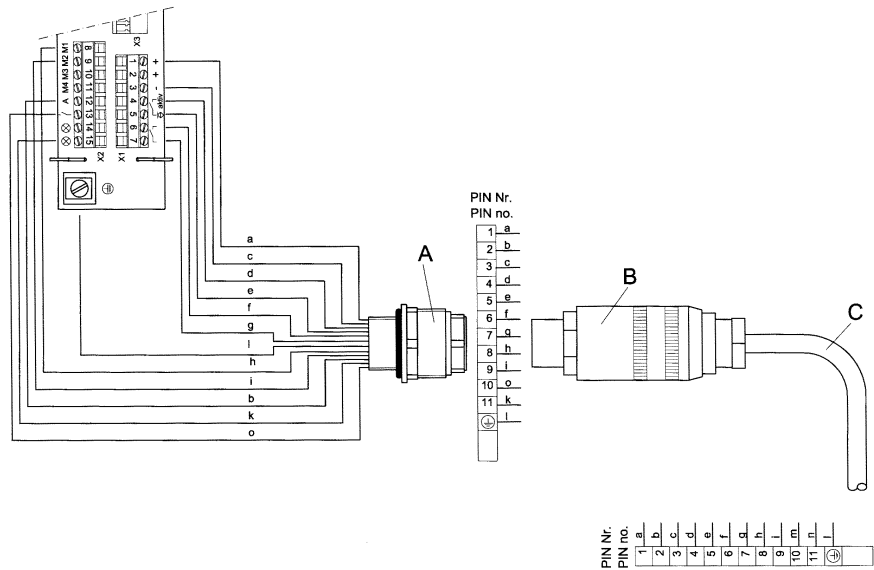 X3
M1 8
M2 9
M3 10
M4 11
A 12
13
14
15
X2
1 +
2 +
3 -
4
5
6
7
aktiv
X1
a
c
d
e
f
g
l
h
i
b
k
o
A
PIN Nr.
PIN no.
1 a
2 b
3 c
4 d
5 e
6 f
7 g
8 h
9 i
10 o
11 k
l
B
C
PIN Nr.
PIN no.
a b c d e f g h i m n l
1 2 3 4 5 6 7 8 9 10 11